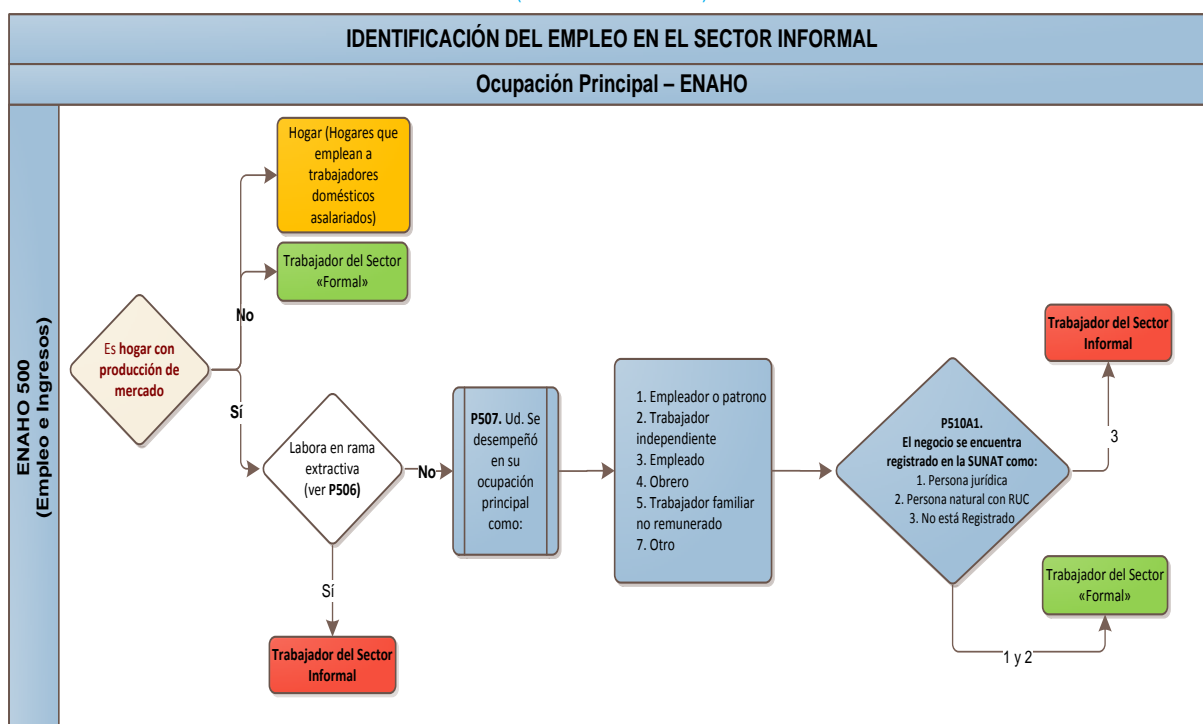 IDENTIFICACIÓN DEL EMPLEO EN EL SECTOR INFORMAL
Ocupación Principal – ENAHO
ENAHO 500
(Empleo e Ingresos)
Hogar (Hogares que
emplean a
trabajadores
domésticos
asalariados)
Trabajador del Sector
«Formal»
No
Es hogar con
producción de
mercado
Sí
Labora en rama
extractiva
(ver P506)
No
Sí
Trabajador del Sector
Informal
P507. Ud. Se
desempeñó
en su
ocupación
principal
como:
1. Empleador o patrono
2. Trabajador
independiente
3. Empleado
4. Obrero
5. Trabajador familiar
no remunerado
7. Otro
P510A1.
El negocio se encuentra
registrado en la SUNAT como:
1. Persona jurídica
2. Persona natural con RUC
3. No está Registrado
3
Trabajador del Sector
Informal
1 y 2
Trabajador del Sector
«Formal»